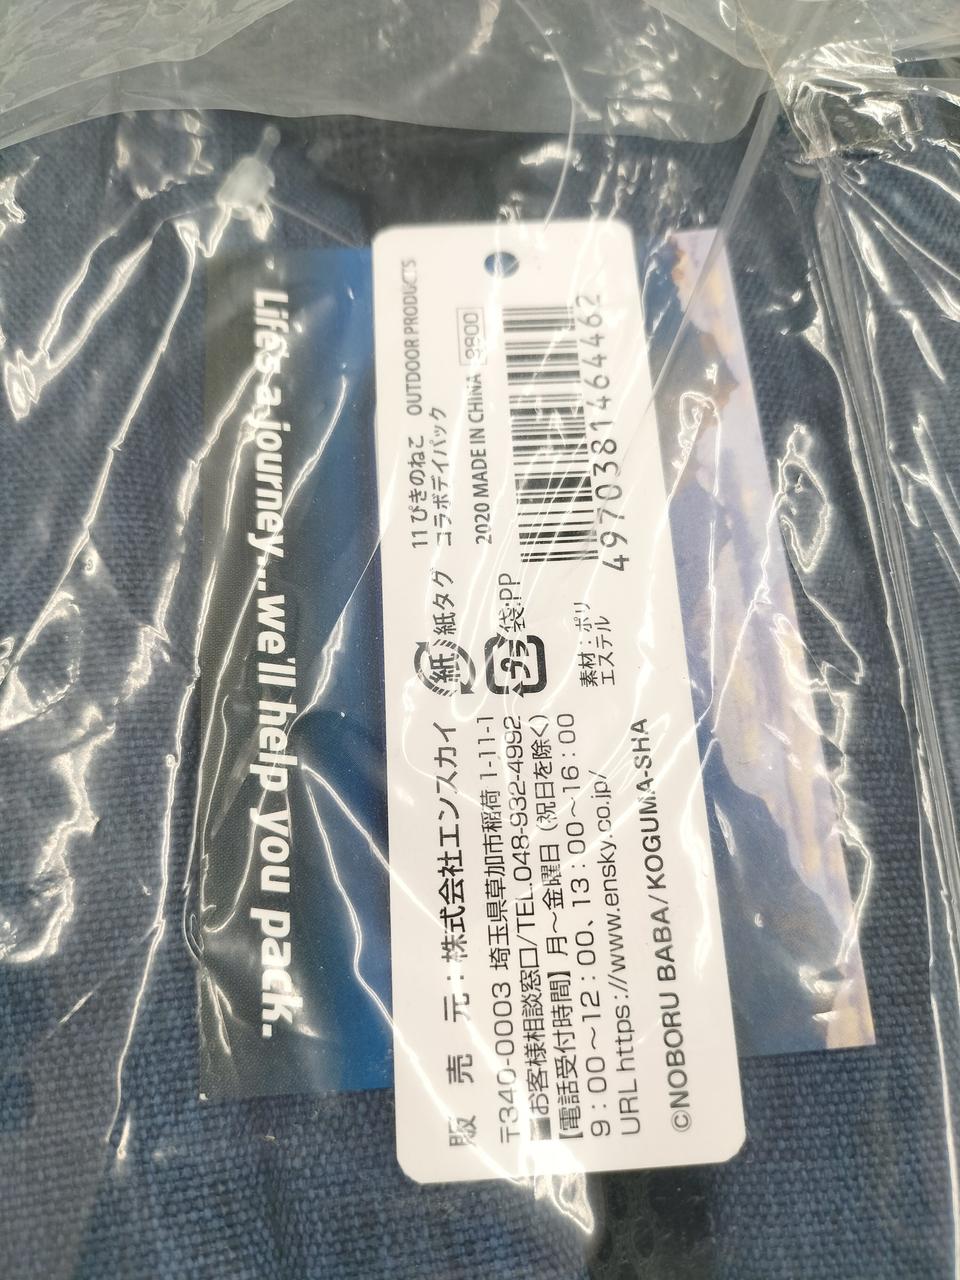 Life's a journey...we'll help you pack.
11ぴきのねこ OUTDOOR PRODUCTS
コラボデイパック
2020 MADE IN CHINA 9800
4970381464462
紙 紙タグ
プラ 袋:PP
素材:ポリ
エステル
販売元:株式会社エンスカイ
〒340-0003 埼玉県草加市稲荷 1-11-1
■お客様相談窓口/TEL 048-932-4992
【電話受付時間】月~金曜日(祝日を除く)
9:00~12:00、13:00~16:00
URL https://www.ensky.co.jp/
©NOBORU BABA/KOGUMA-SHA